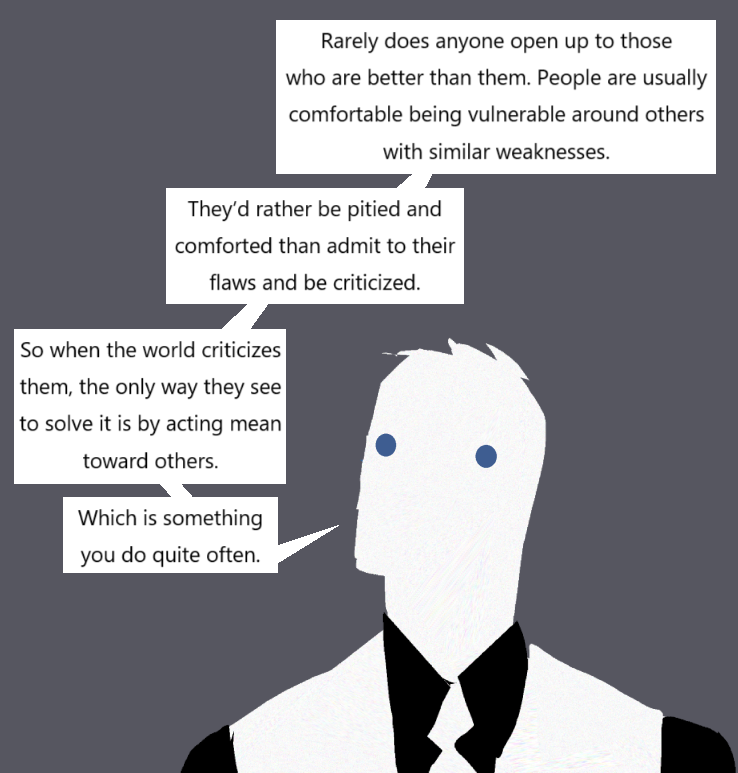 Rarely does anyone open up to those
who are better than them. People are usually
comfortable being vulnerable around others
with similar weaknesses.
They'd rather be pitied and
comforted than admit to their
flaws and be criticized.
So when the world criticizes
them, the only way they see
to solve it is by acting mean
toward others.
Which is something
you do quite often.